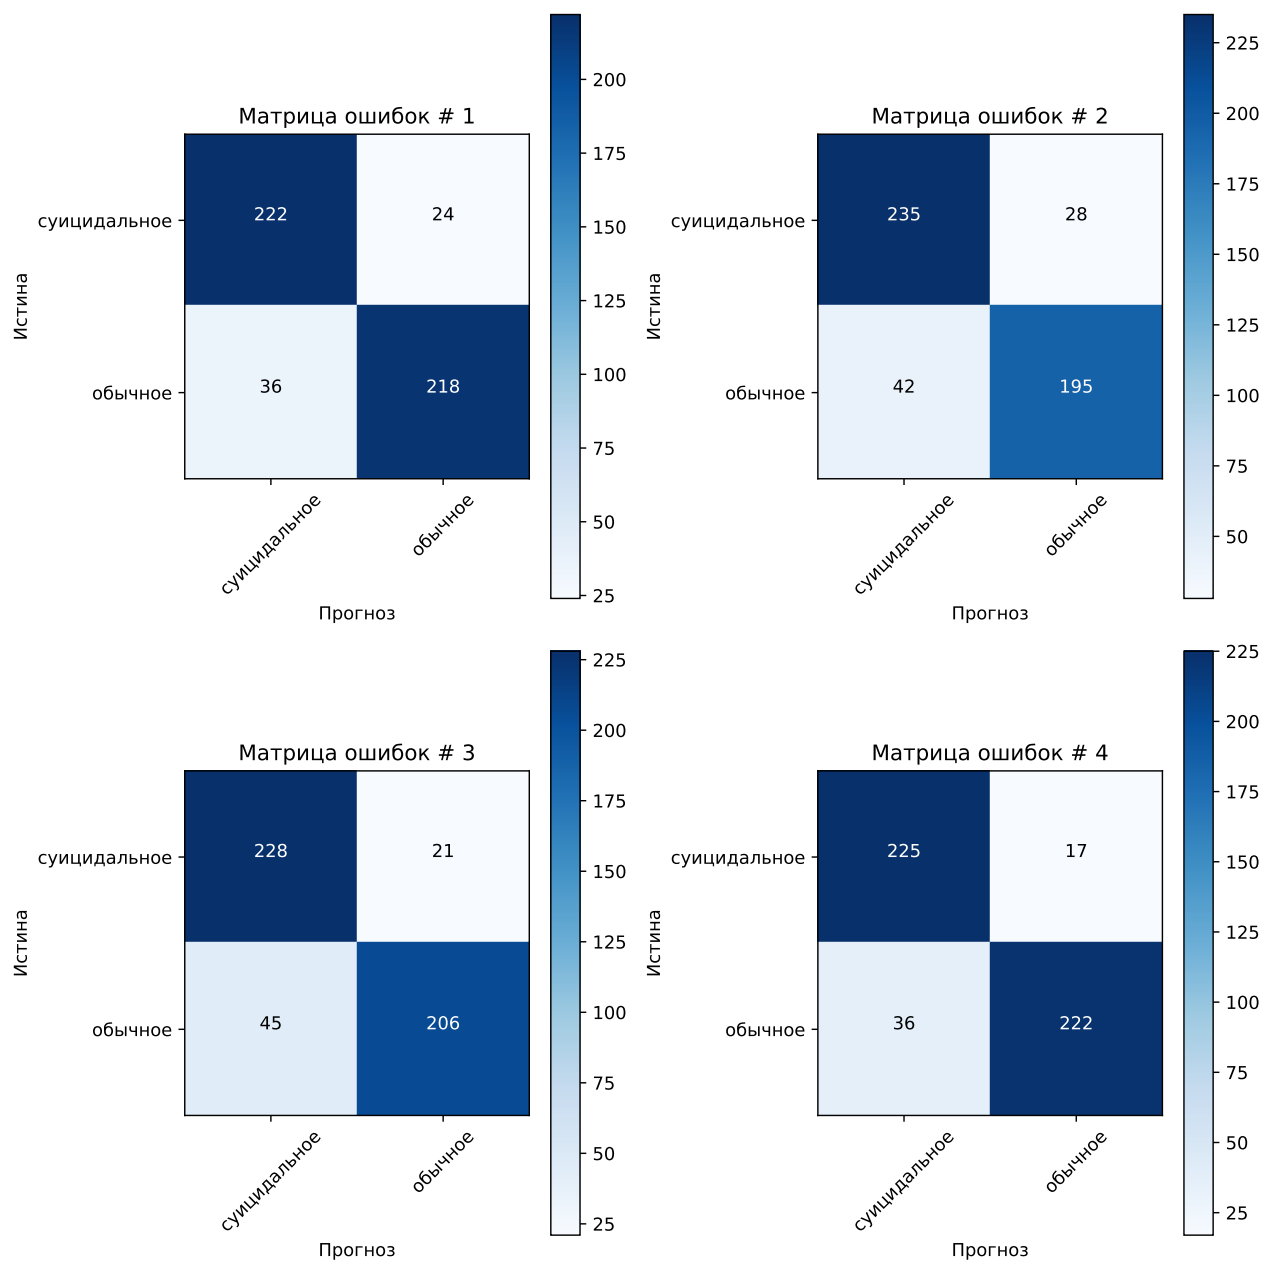 Матрица ошибок # 1
суицидальное
обычное
Истина
222
24
36
218
суицидальное
обычное
Прогноз
200
175
150
125
100
75
50
25
Матрица ошибок # 2
суицидальное
обычное
Истина
235
28
42
195
суицидальное
обычное
Прогноз
225
200
175
150
125
100
75
50
Матрица ошибок # 3
суицидальное
обычное
Истина
228
21
45
206
суицидальное
обычное
Прогноз
225
200
175
150
125
100
75
50
25
Матрица ошибок # 4
суицидальное
обычное
Истина
225
17
36
222
суицидальное
обычное
Прогноз
225
200
175
150
125
100
75
50
25